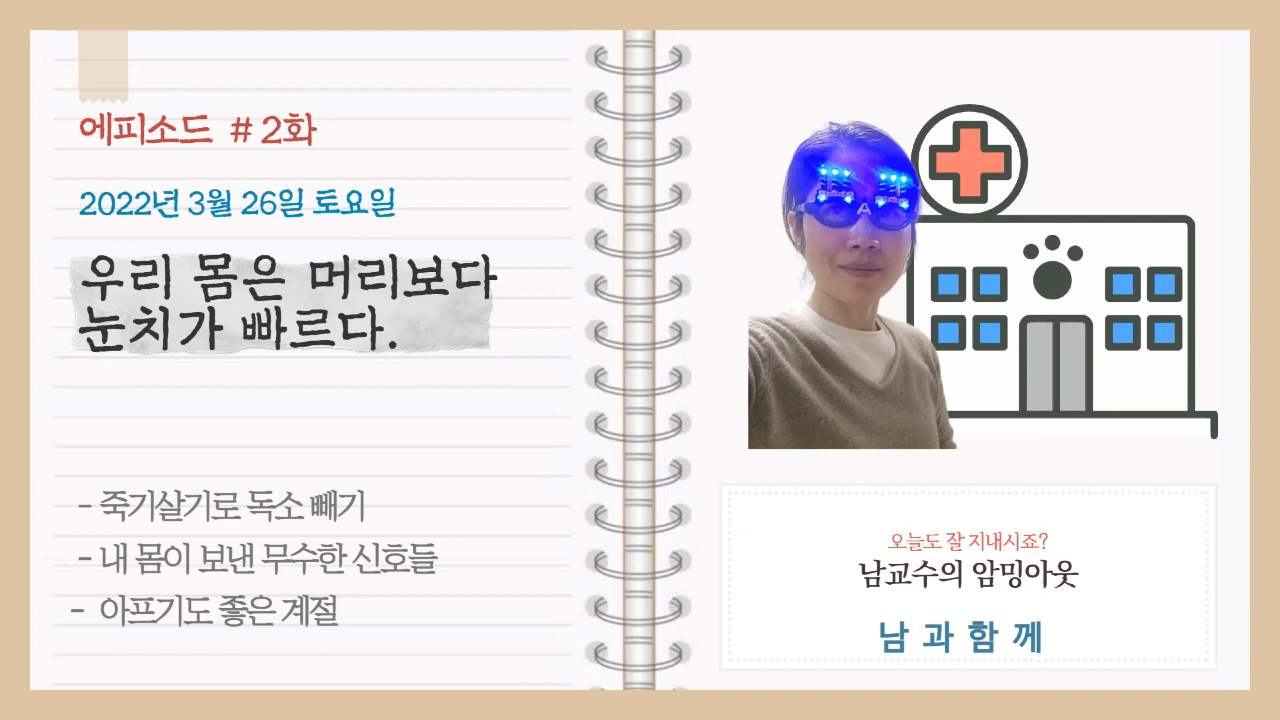 에피소드 # 2화
2022년 3월 26일 토요일
우리 몸은 머리보다
눈치가 빠르다.
- 죽기살기로 독소 빼기
- 내 몸이 보낸 무수한 신호들
- 아프기도 좋은 계절
A
오늘도 잘 지내시죠?
남교수의 암밍아웃
남과함께